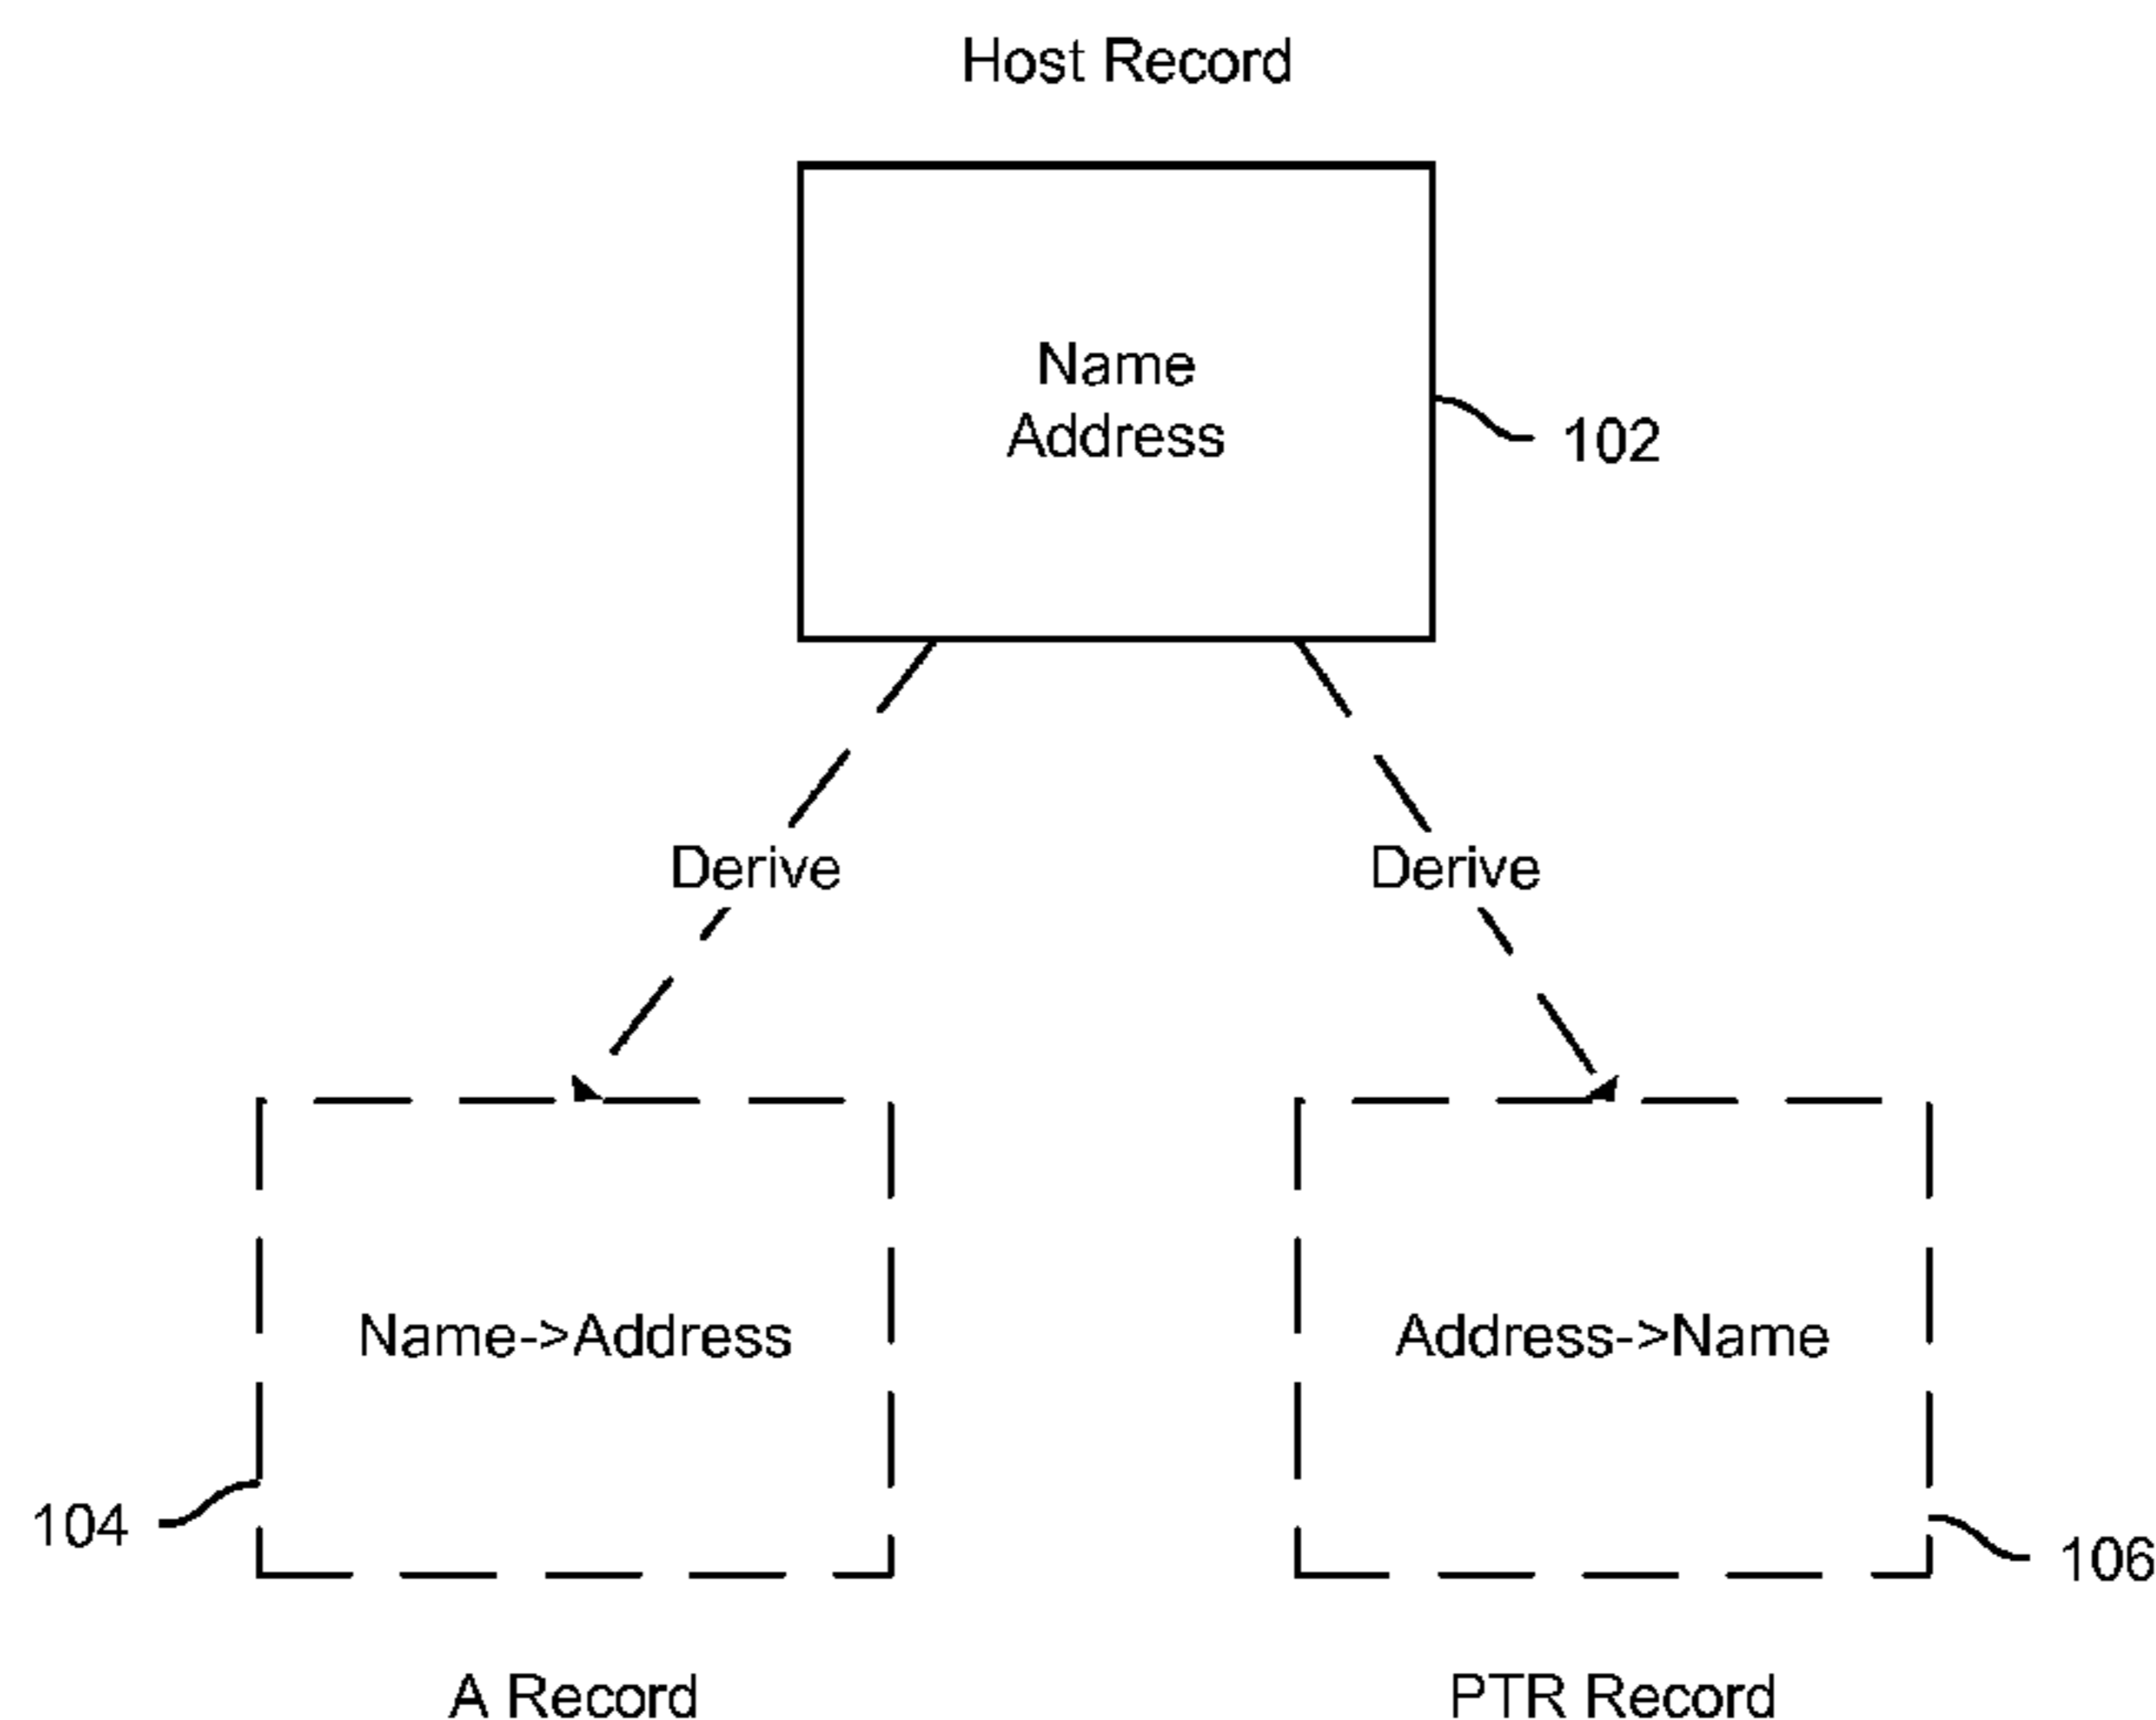 Host Record
Name
Address
102
Derive
Derive
Name->Address
Address->Name
104
106
A Record
PTR Record